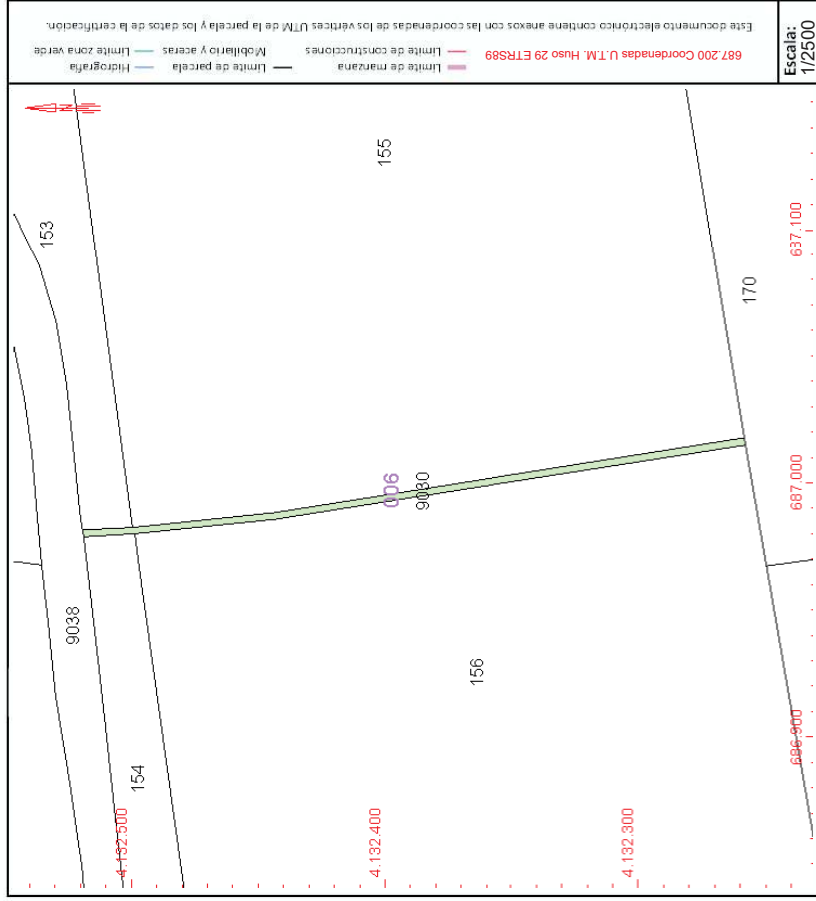 Este documento electrónico contiene anexos con las coordenadas de los vértices UTM de la parcela y los datos de la certificación.
687.200 Coordenadas U.T.M. Huso 29 ETRS89
Límite de manzana
Límite de construcciones
Límite de parcela
Mobiliario y aceras
Hidrografía
Límite zona verde
Escala:
1/2500
N
153
155
637.100
170
006
9030
687.000
9038
156
154
686.900
4.132.500
4.132.400
4.132.300